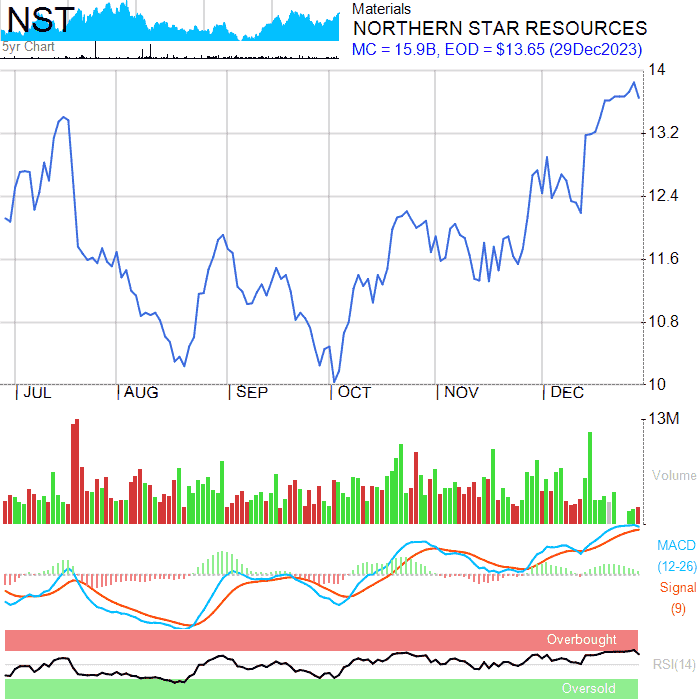 NST
5yr Chart
Materials
NORTHERN STAR RESOURCES
MC = 15.9B, EOD = $13.65 (29Dec2023)
14
13.2
12.4
11.6
10.8
10
JUL AUG SEP OCT NOV DEC
13M
Volume
MACD
(12-26)
Signal
(9)
Overbought
RSI(14)
Oversold